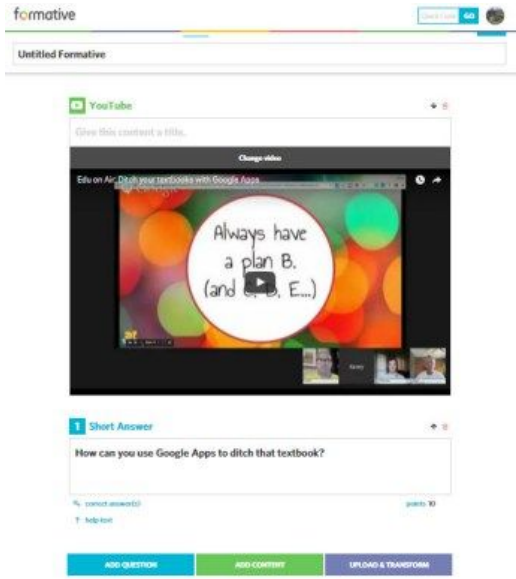 formative
GO
Untitled Formative
YouTube
Give this content a title.
Change video
Edu on Air: Ditch your textbooks with Google Apps
Always have
a plan B.
(and C, D, E...)
1 Short Answer
How can you use Google Apps to ditch that textbook?
correct answer(s)
points 10
? help text
ADD QUESTION
ADD CONTENT
UPLOAD & TRANSFORM